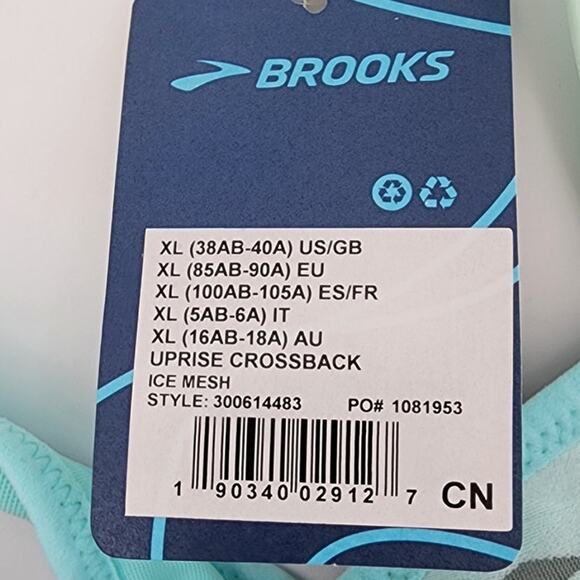 BROOKS
XL (38AB-40A) US/GB
XL (85AB-90A) EU
XL (100AB-105A) ES/FR
XL (5AB-6A) IT
XL (16AB-18A) AU
UPRISE CROSSBACK
ICE MESH
STYLE: 300614483 PO# 1081953
1 90340 02912 7 CN